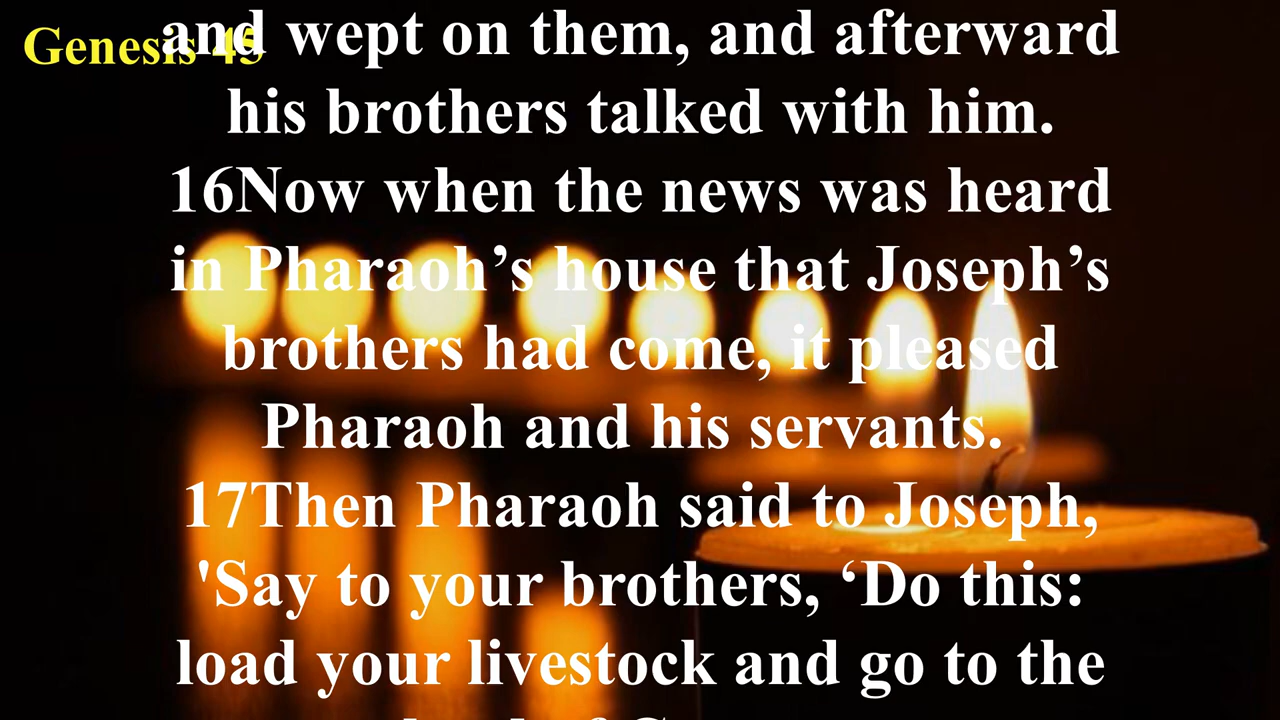 Genesis 45
and wept on them, and afterward
his brothers talked with him.
16Now when the news was heard
in Pharaoh’s house that Joseph’s
brothers had come, it pleased
Pharaoh and his servants.
17Then Pharaoh said to Joseph,
'Say to your brothers, ‘Do this:
load your livestock and go to the